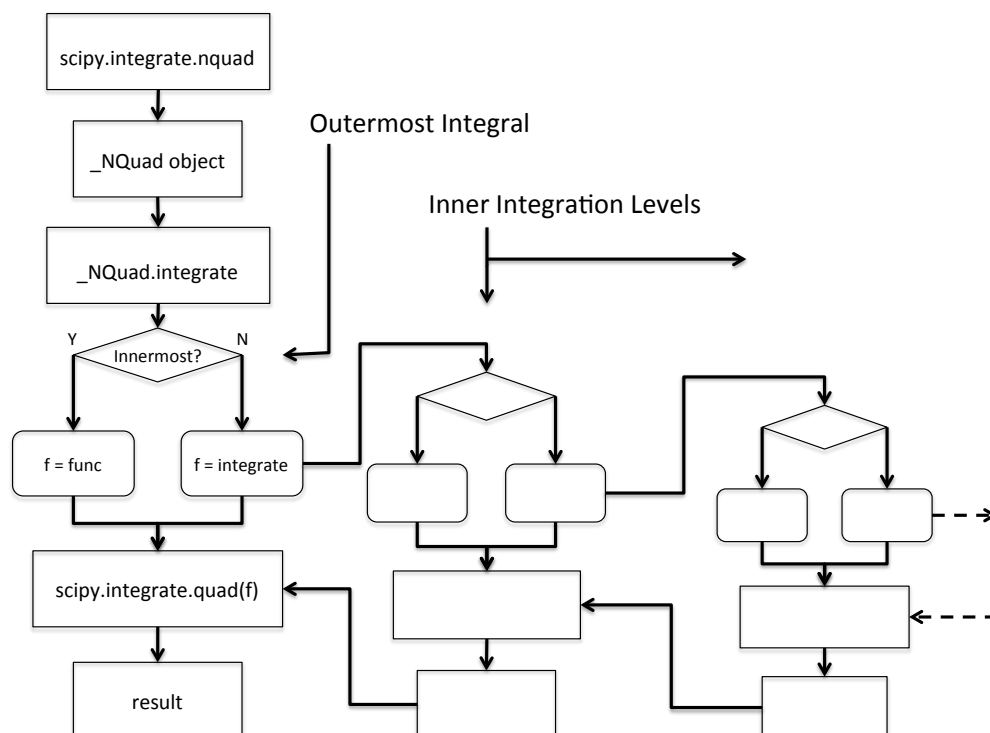 scipy.integrate.nquad
Outermost Integral
_NQuad object
Inner Integration Levels
_NQuad.integrate
Y
N
Innermost?
f = func
f = integrate
scipy.integrate.quad(f)
result